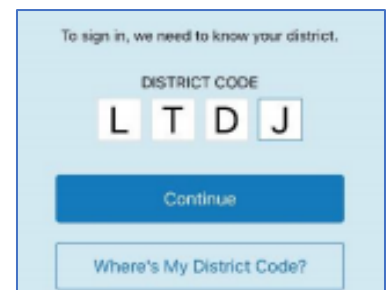 To sign in, we need to know your district.
DISTRICT CODE
L T D J
Continue
Where's My District Code?